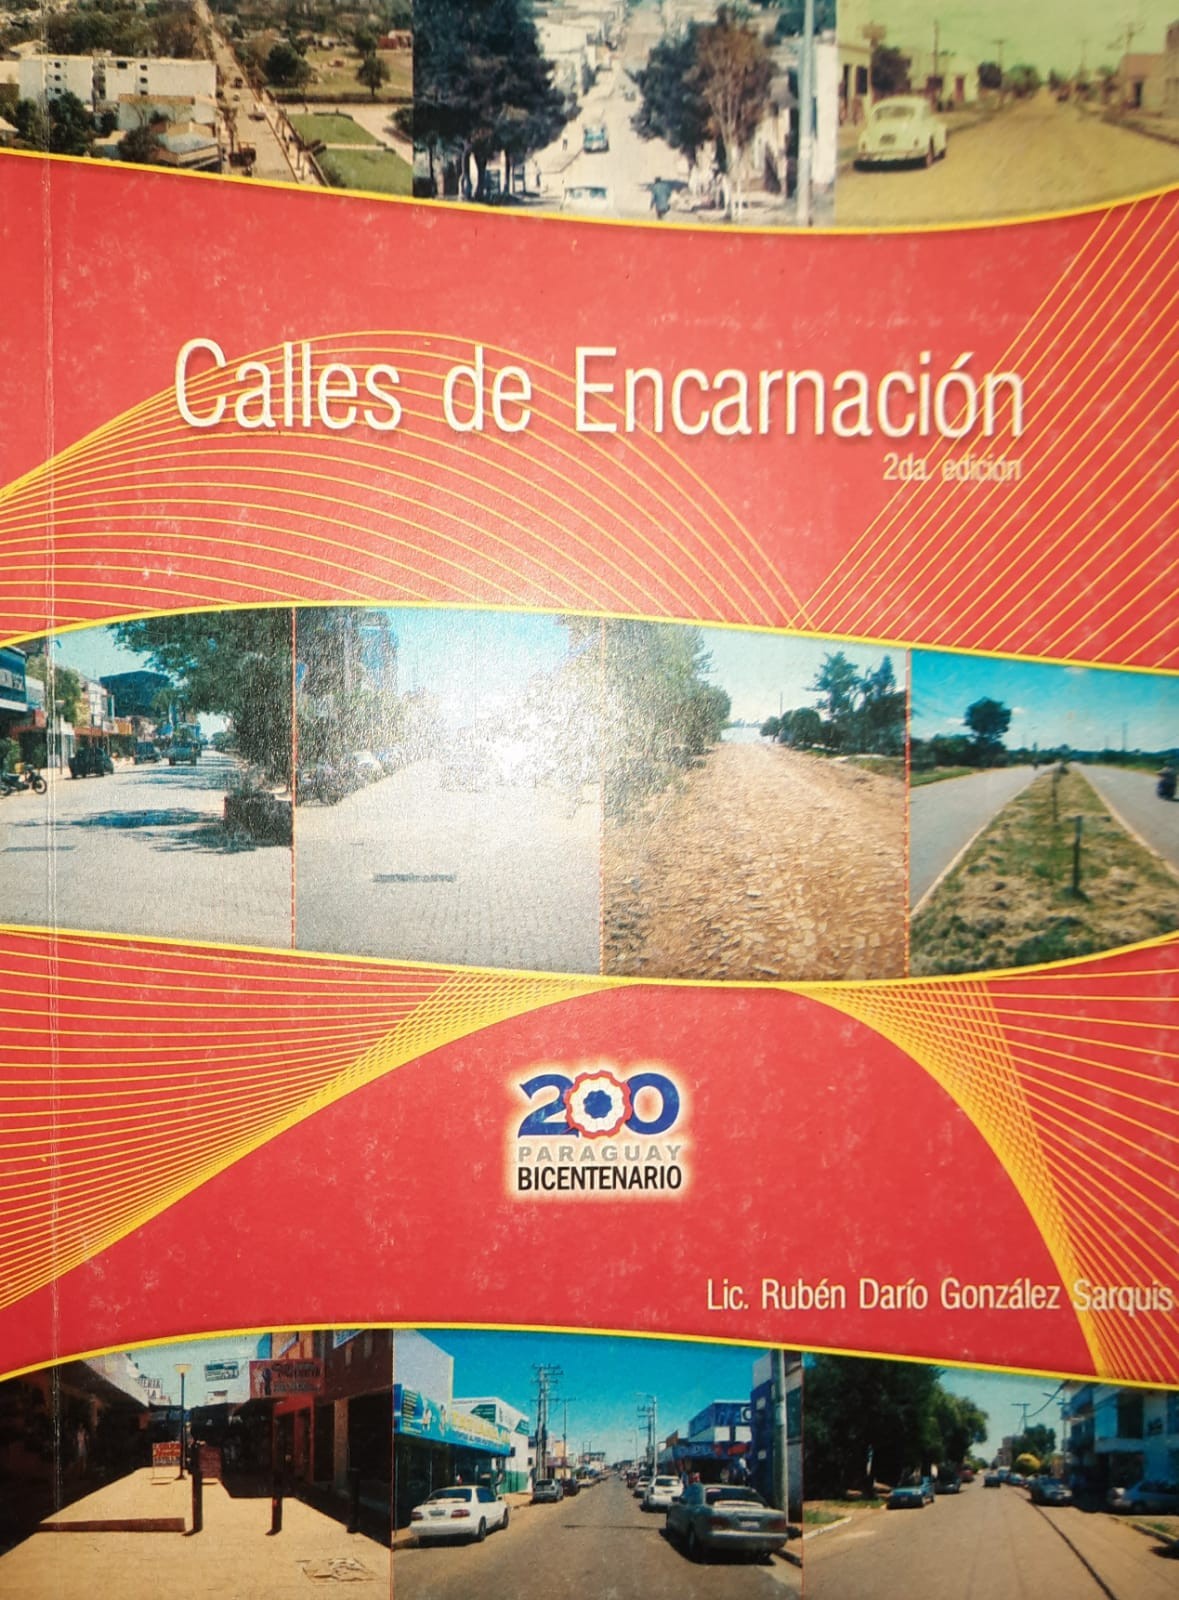 Calles de Encarnación
2da. edición
200
PARAGUAY
BICENTENARIO
Lic. Rubén Darío González Sarquis